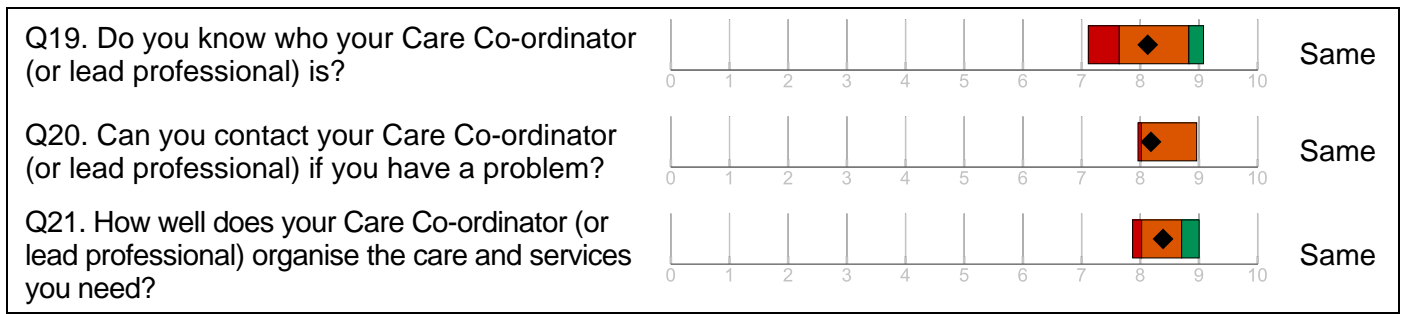 Q19. Do you know who your Care Co-ordinator
(or lead professional) is?
0 1 2 3 4 5 6 7 8 9 10
Same
Q20. Can you contact your Care Co-ordinator
(or lead professional) if you have a problem?
0 1 2 3 4 5 6 7 8 9 10
Same
Q21. How well does your Care Co-ordinator (or
lead professional) organise the care and services
you need?
0 1 2 3 4 5 6 7 8 9 10
Same